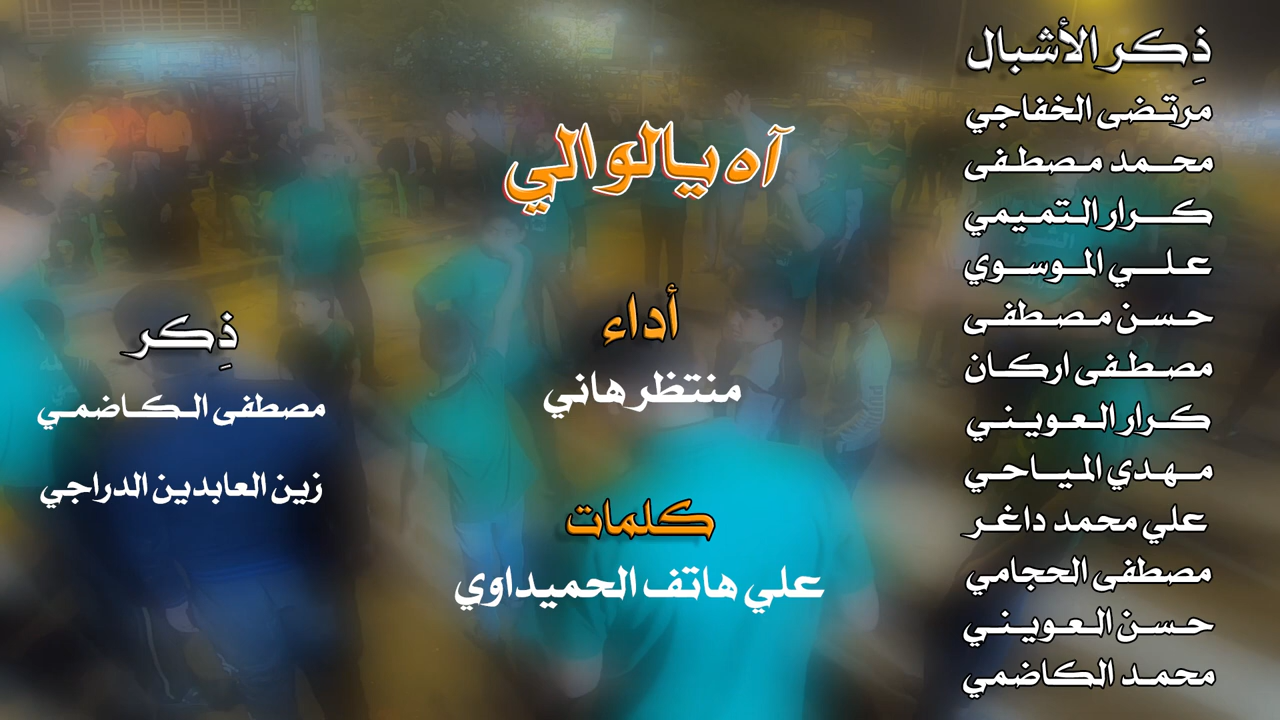 ذِكر الأشبال
مرتضى الخفاجي
محمد مصطفى
كرار التميمي
علي الموسوي
حسن مصطفى
مصطفى اركان
كرار العويني
مهدي المياحي
علي محمد داغر
مصطفى الحجامي
حسن العويني
محمد الكاضمي
آه يالوالي
أداء
منتظر هاني
كلمات
علي هاتف الحميداوي
ذِكر
مصطفى الكاضمي
زين العابدين الدراجي